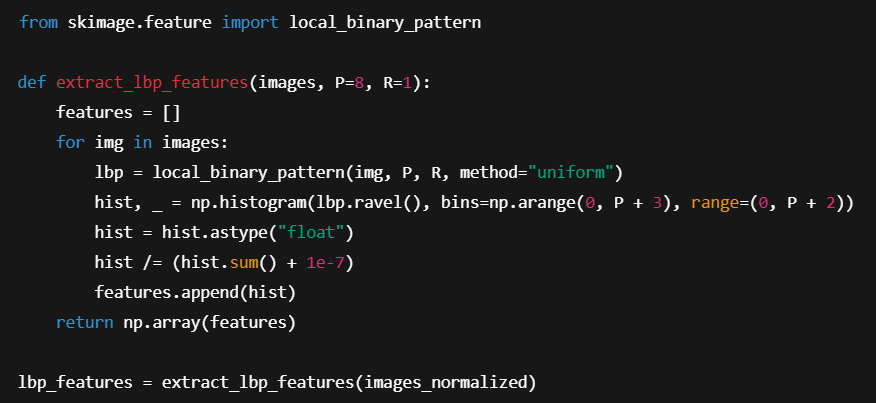 from skimage.feature import local_binary_pattern

def extract_lbp_features(images, P=8, R=1):
    features = []
    for img in images:
        lbp = local_binary_pattern(img, P, R, method="uniform")
        hist, _ = np.histogram(lbp.ravel(), bins=np.arange(0, P + 3), range=(0, P + 2))
        hist = hist.astype("float")
        hist /= (hist.sum() + 1e-7)
        features.append(hist)
    return np.array(features)

lbp_features = extract_lbp_features(images_normalized)